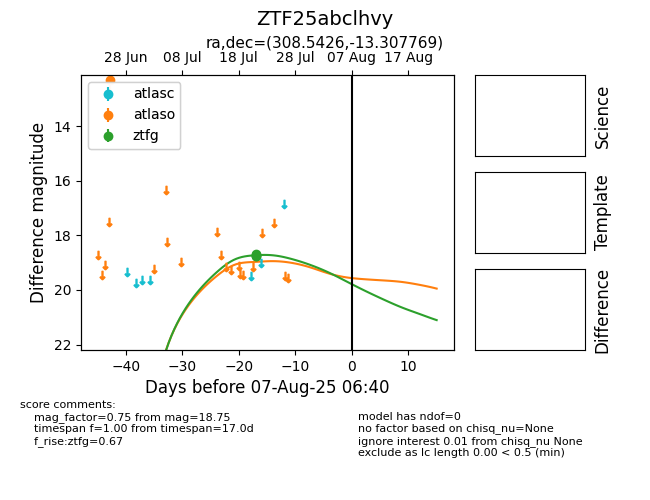 ZTF25abclhvy
ra,dec=(308.5426,-13.307769)
28 Jun 08 Jul 18 Jul 28 Jul 07 Aug 17 Aug
atlasc
atlaso
ztfg
14
16
18
20
22
Difference magnitude
−40 −30 −20 −10 0 10
Days before 07-Aug-25 06:40
Science
Template
Difference
score comments:
mag_factor=0.75 from mag=18.75
timespan f=1.00 from timespan=17.0d
f_rise:ztfg=0.67
model has ndof=0
no factor based on chisq_nu=None
ignore interest 0.01 from chisq_nu None
exclude as lc length 0.00 < 0.5 (min)